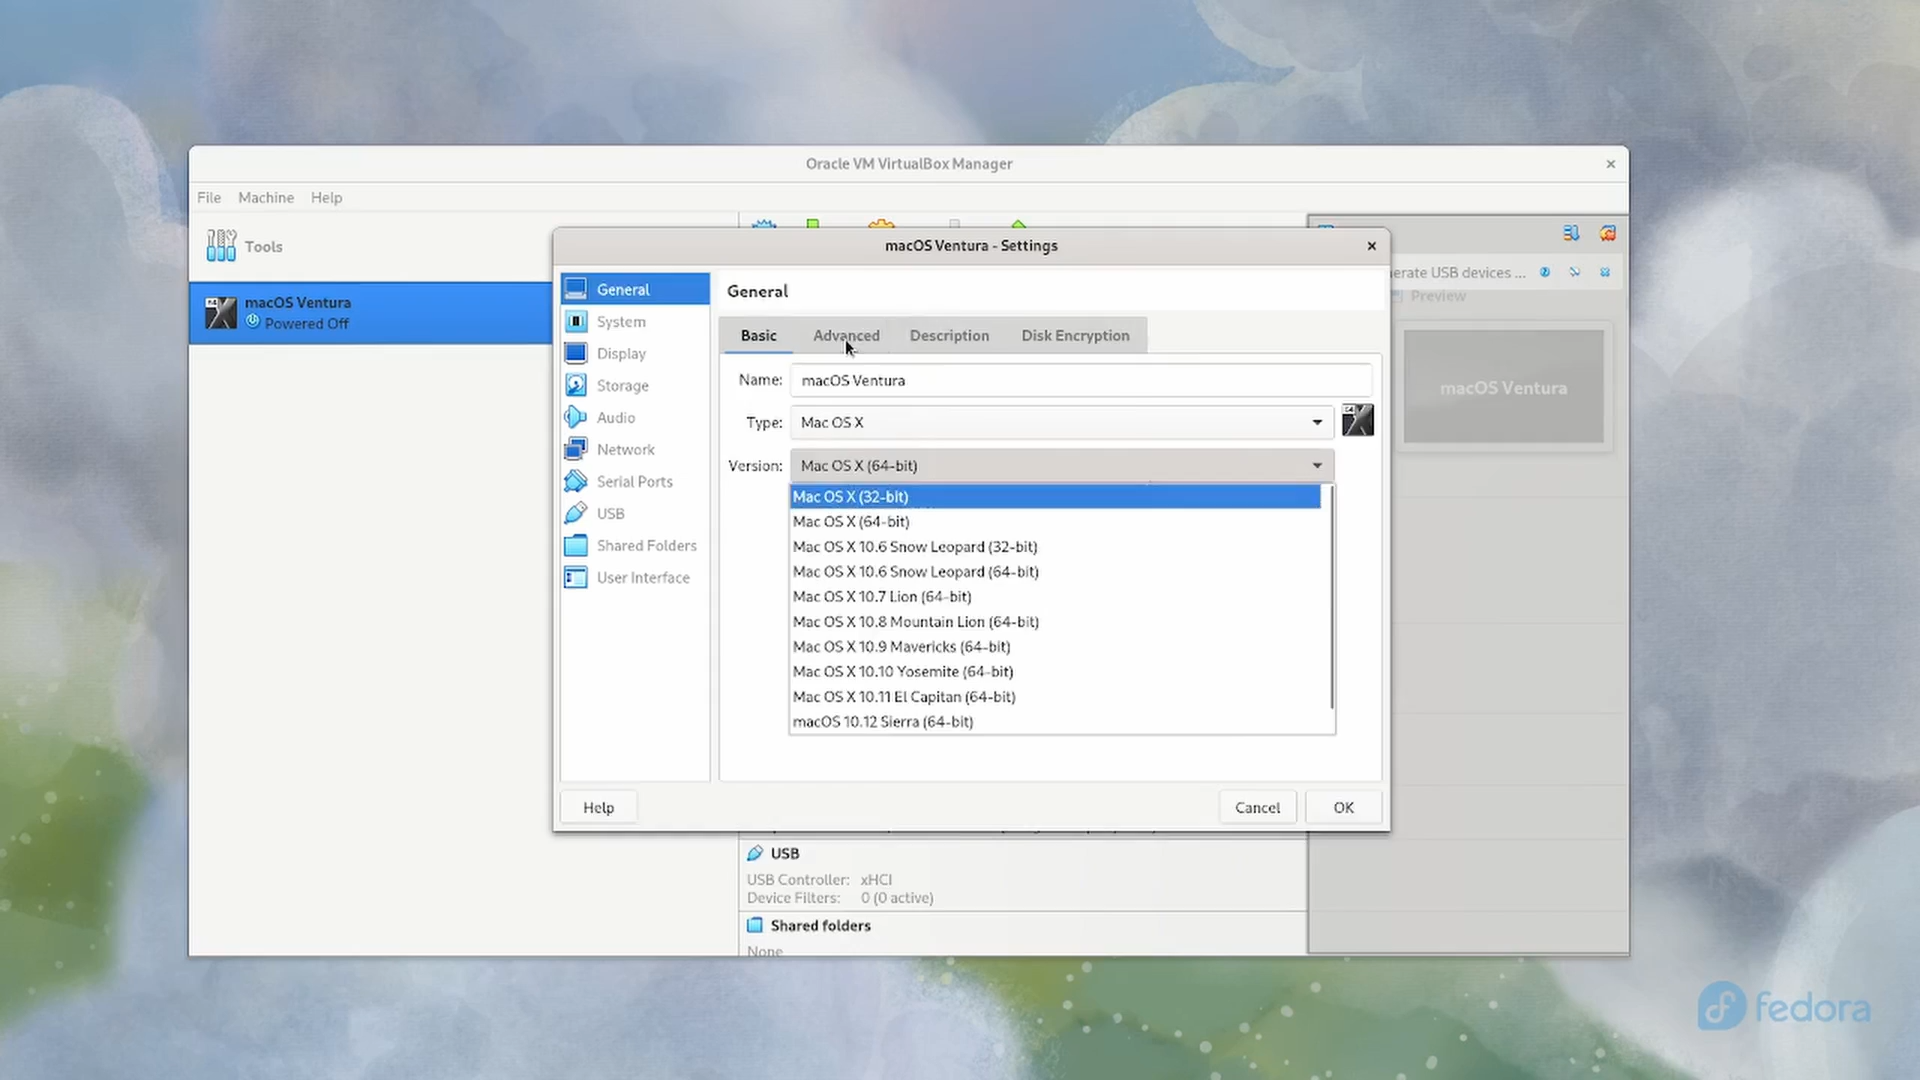 Oracle VM VirtualBox Manager
File Machine Help
Tools
macOS Ventura
Powered Off
macOS Ventura - Settings
General
System
Display
Storage
Audio
Network
Serial Ports
USB
Shared Folders
User Interface
General
Basic Advanced Description Disk Encryption
Name: macOS Ventura
Type: Mac OS X
Version: Mac OS X (64-bit)
Mac OS X (32-bit)
Mac OS X (64-bit)
Mac OS X 10.6 Snow Leopard (32-bit)
Mac OS X 10.6 Snow Leopard (64-bit)
Mac OS X 10.7 Lion (64-bit)
Mac OS X 10.8 Mountain Lion (64-bit)
Mac OS X 10.9 Mavericks (64-bit)
Mac OS X 10.10 Yosemite (64-bit)
Mac OS X 10.11 El Capitan (64-bit)
macOS 10.12 Sierra (64-bit)
Help Cancel OK
erate USB devices ...
Preview
macOS Ventura
USB
USB Controller: xHCI
Device Filters: 0 (0 active)
Shared folders
None
fedora